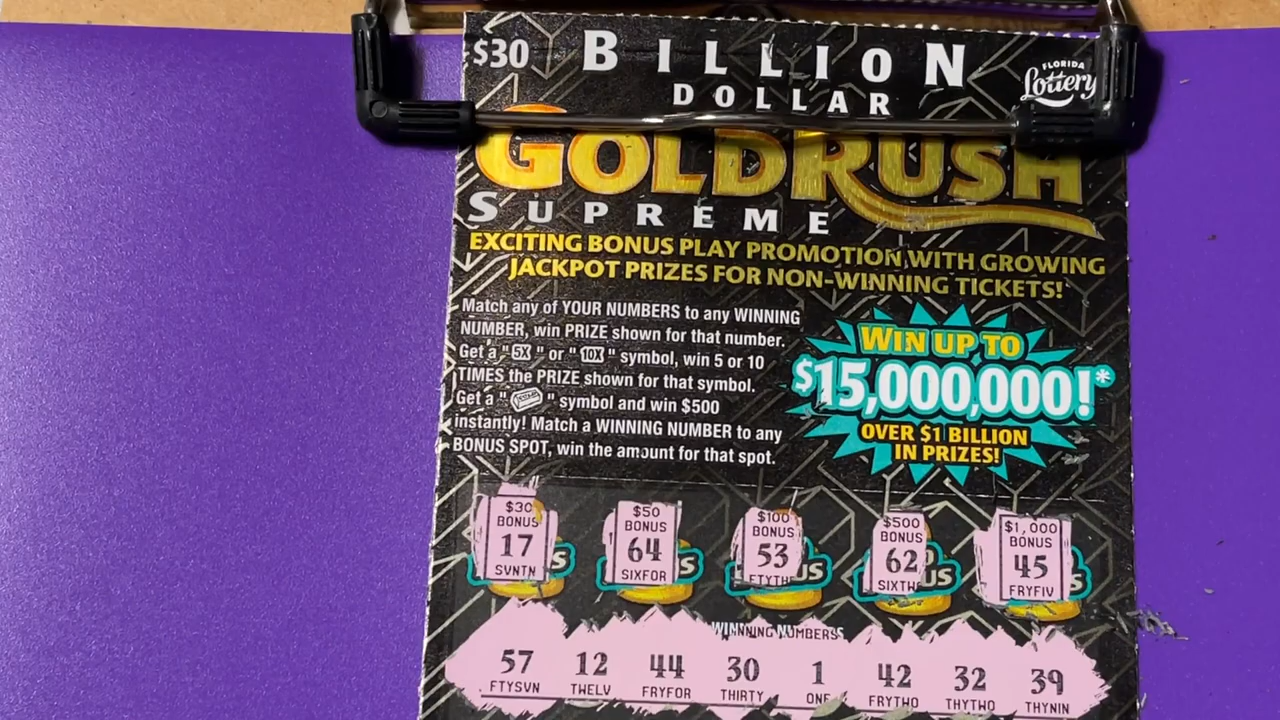 $30 BILLION
DOLLAR
FLORIDA
Lottery
GOLDRUSH
SUPREME
EXCITING BONUS PLAY PROMOTION WITH GROWING
JACKPOT PRIZES FOR NON-WINNING TICKETS!
Match any of YOUR NUMBERS to any WINNING
NUMBER, win PRIZE shown for that number.
Get a "5X" or "10X" symbol, win 5 or 10
TIMES the PRIZE shown for that symbol.
Get a " " symbol and win $500
instantly! Match a WINNING NUMBER to any
BONUS SPOT, win the amount for that spot.
WIN UP TO
$15,000,000!*
OVER $1 BILLION
IN PRIZES!
$30 $50 $100 $500 $1,000
BONUS BONUS BONUS BONUS BONUS
17 64 53 62 45
SVNTN SIXFOR FTYTHR SIXTWO FRYFIV
WINNING NUMBERS
57 12 44 30 1 42 32 39
FTYSVN TWELV FRYFOR THIRTY ONE FRYTWO THYTWO THYNIN